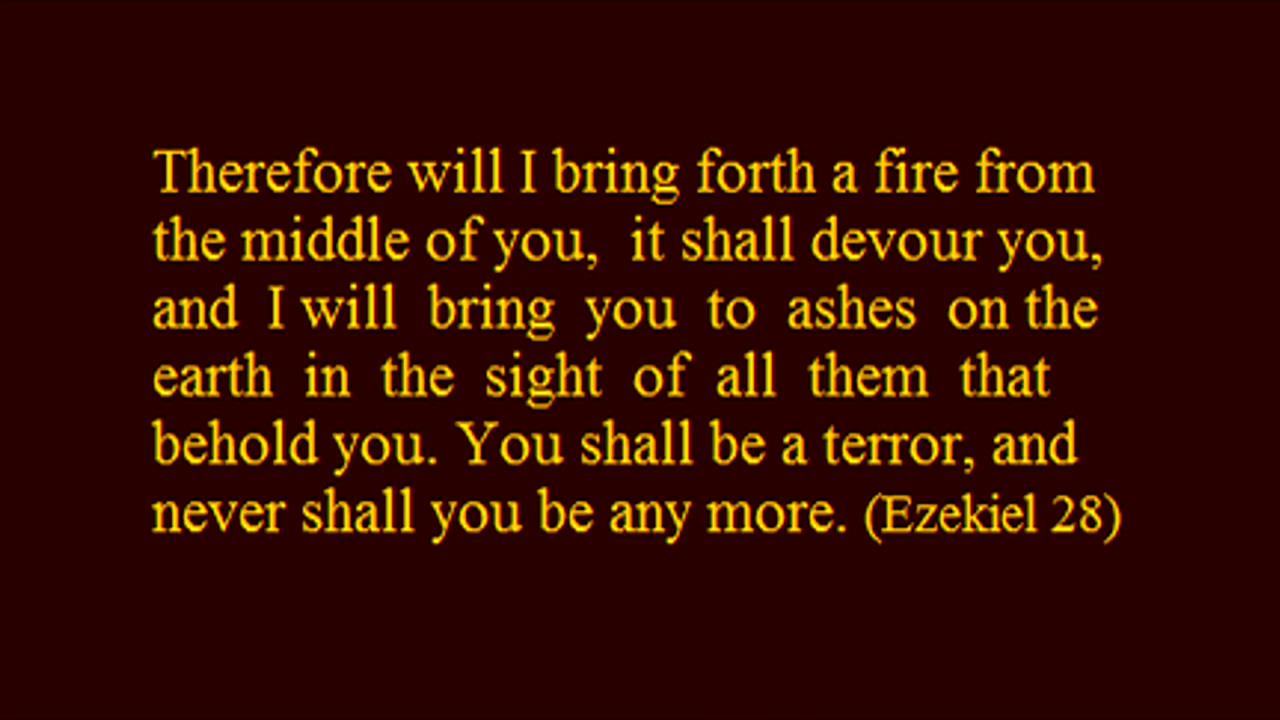 Therefore will I bring forth a fire from
the middle of you, it shall devour you,
and I will bring you to ashes on the
earth in the sight of all them that
behold you. You shall be a terror, and
never shall you be any more. (Ezekiel 28)